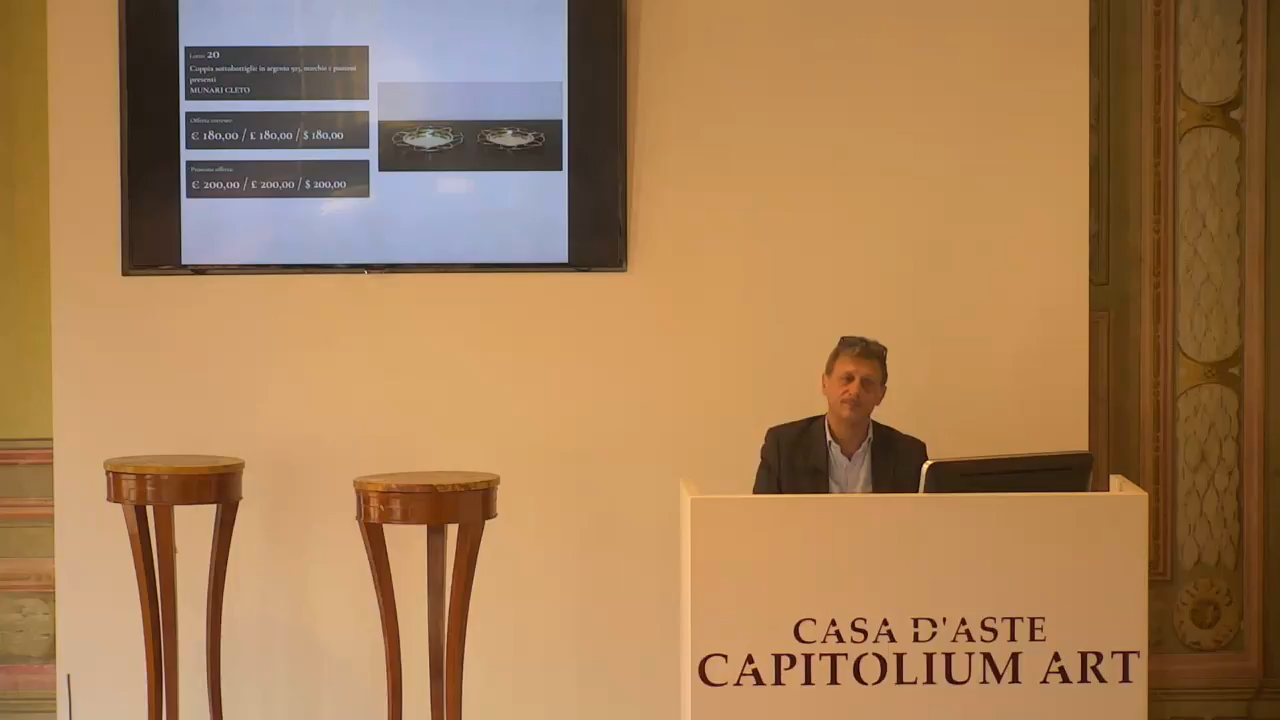 Lotto 20
Coppia sottobottiglie in argento 925, marchio e punzoni
presenti
MUNARI CLETO
Offerta corrente:
€ 180,00 / £ 180,00 / $ 180,00
Prossima offerta:
€ 200,00 / £ 200,00 / $ 200,00
CASA D'ASTE
CAPITOLIUM ART